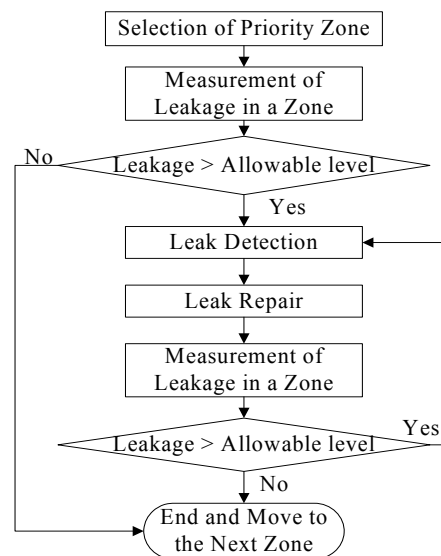 Selection of Priority Zone
Measurement of
Leakage in a Zone
No
Leakage > Allowable level
Yes
Leak Detection
Leak Repair
Measurement of
Leakage in a Zone
Yes
Leakage > Allowable level
No
End and Move to
the Next Zone